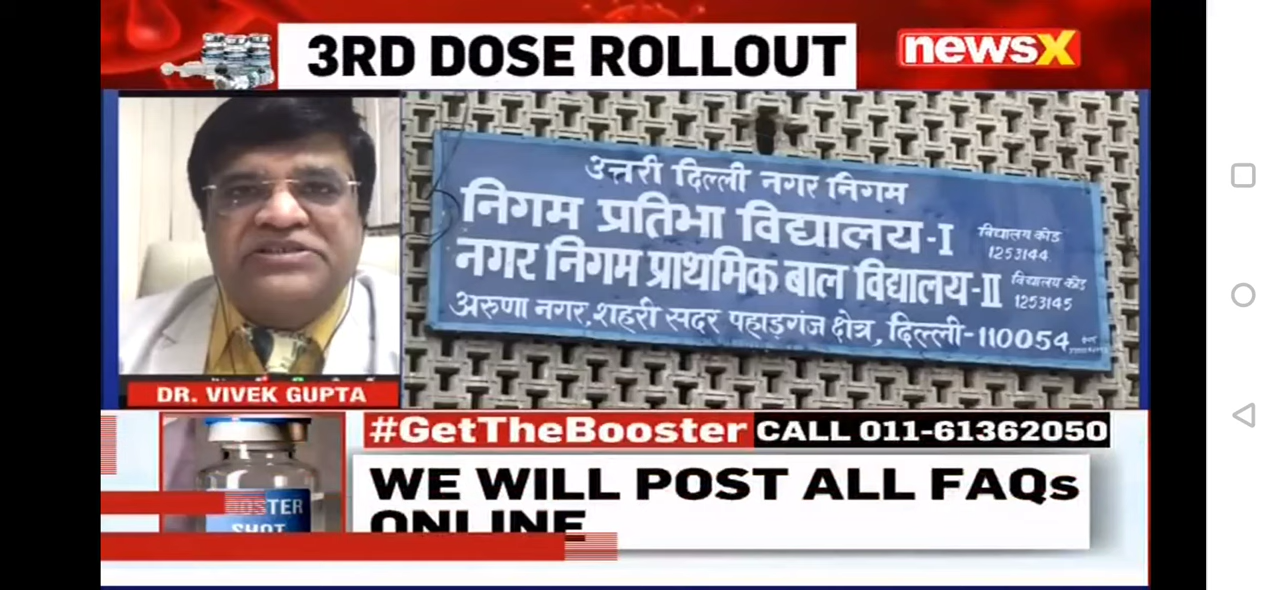 3RD DOSE ROLLOUT
newsX
उत्तरी दिल्ली नगर निगम
निगम प्रतिभा विद्यालय-I
विद्यालय कोड
1253144
नगर निगम प्राथमिक बाल विद्यालय-II
विद्यालय कोड
1253145
अरुणा नगर, शहरी सदर पहाड़गंज क्षेत्र, दिल्ली-110054
DR. VIVEK GUPTA
#GetTheBooster CALL 011-61362050
WE WILL POST ALL FAQs
ONLINE
SHOT